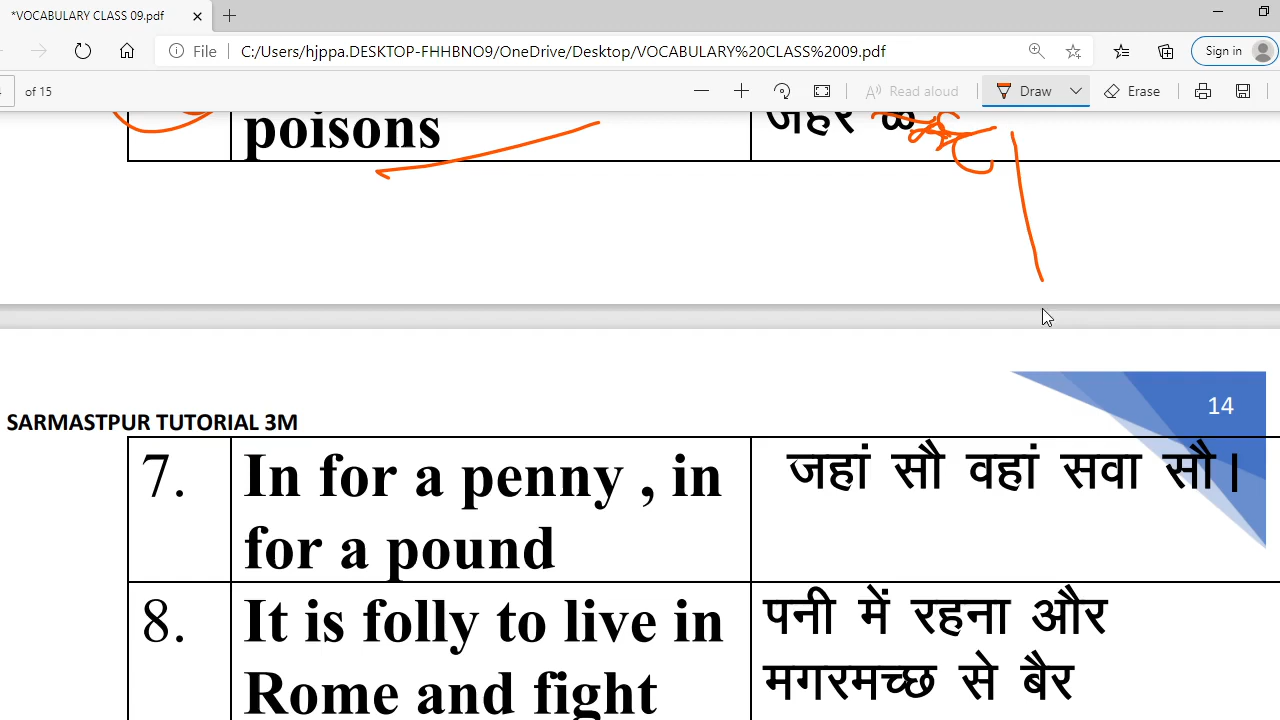 *VOCABULARY CLASS 09.pdf
File C:/Users/hjppa.DESKTOP-FHHBNO9/OneDrive/Desktop/VOCABULARY%20CLASS%2009.pdf Sign in
of 15 Read aloud Draw Erase
poisons जहर
14
SARMASTPUR TUTORIAL 3M
7. In for a penny , in जहां सौ वहां सवा सौ।
for a pound
8. It is folly to live in पनी में रहना और
Rome and fight मगरमच्छ से बैर